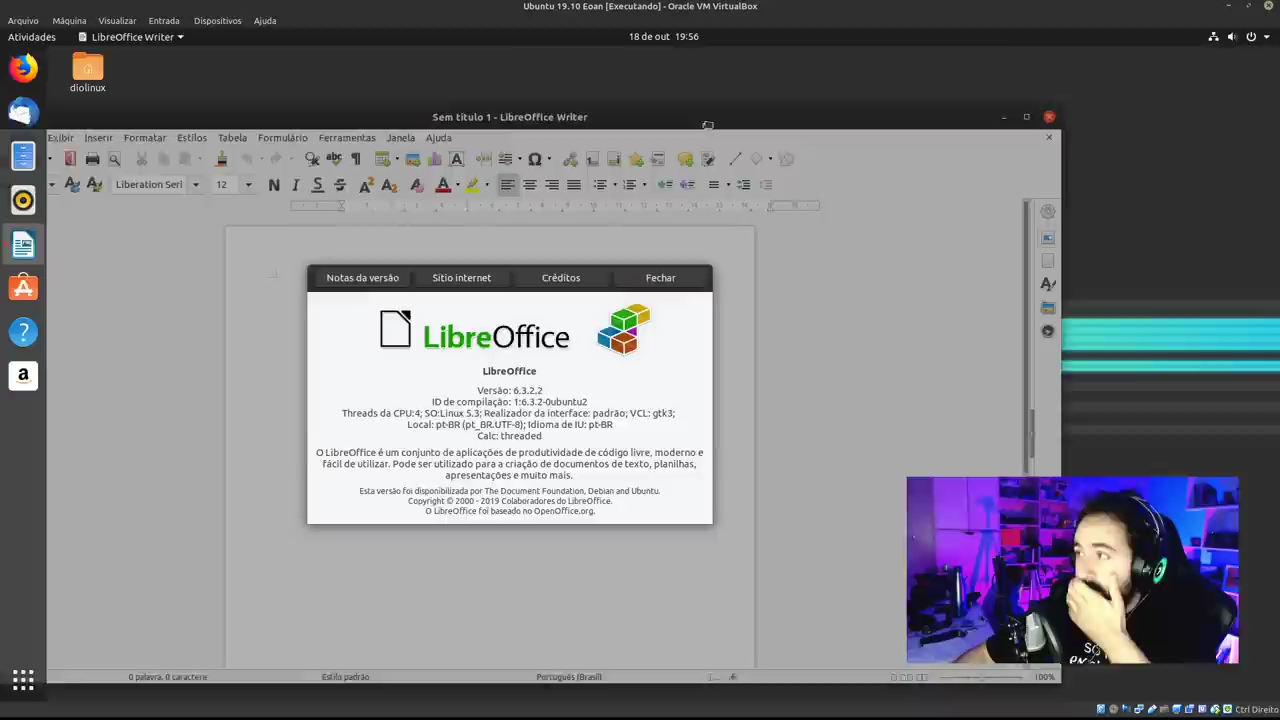 Ubuntu 19.10 Eoan [Executando] - Oracle VM VirtualBox
Arquivo Máquina Visualizar Entrada Dispositivos Ajuda
Atividades LibreOffice Writer 18 de out 19:56
diolinux
Sem título 1 - LibreOffice Writer
Exibir Inserir Formatar Estilos Tabela Formulário Ferramentas Janela Ajuda
Liberation Seri 12 N I S S
Notas da versão Sítio internet Créditos Fechar
LibreOffice
LibreOffice
Versão: 6.3.2.2
ID de compilação: 1:6.3.2-0ubuntu2
Threads da CPU:4; SO:Linux 5.3; Realizador da interface: padrão; VCL: gtk3;
Local: pt-BR (pt_BR.UTF-8); Idioma de IU: pt-BR
Calc: threaded
O LibreOffice é um conjunto de aplicações de produtividade de código livre, moderno e
fácil de utilizar. Pode ser utilizado para a criação de documentos de texto, planilhas,
apresentações e muito mais.
Esta versão foi disponibilizada por The Document Foundation, Debian and Ubuntu.
Copyright © 2000 - 2019 Colaboradores do LibreOffice.
O LibreOffice foi baseado no OpenOffice.org.
0 palavra, 0 caractere Estilo padrão Português (Brasil) 100%
Ctrl Direito